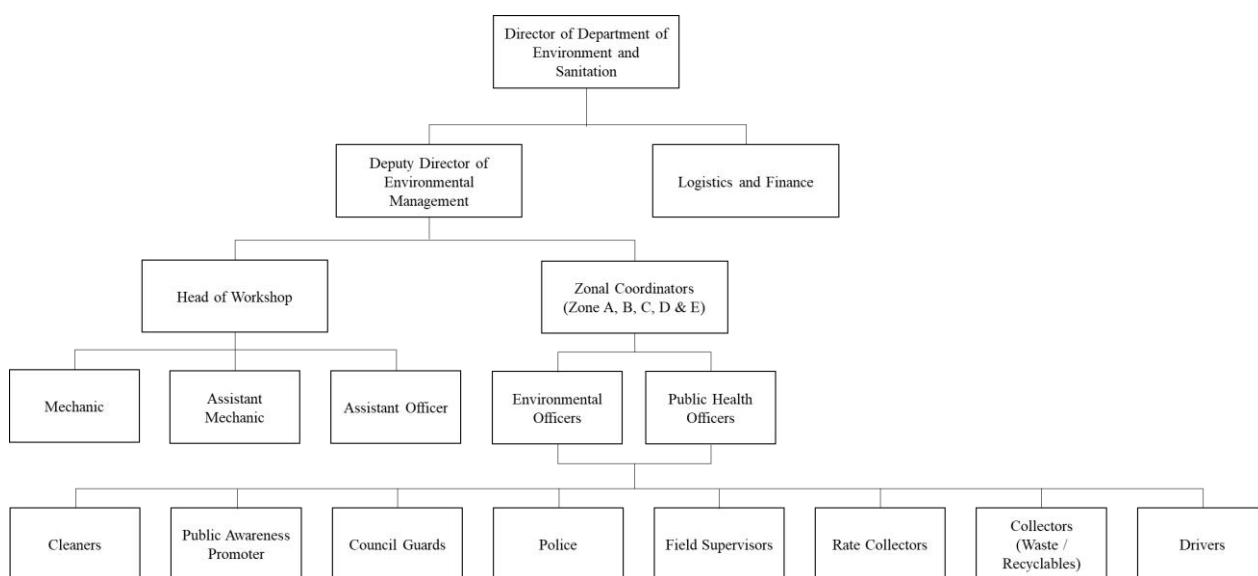 Director of Department of
Environment and
Sanitation
Deputy Director of
Environmental
Management
Logistics and Finance
Head of Workshop
Zonal Coordinators
(Zone A, B, C, D & E)
Mechanic
Assistant
Mechanic
Assistant Officer
Environmental
Officers
Public Health
Officers
Cleaners
Public Awareness
Promoter
Council Guards
Police
Field Supervisors
Rate Collectors
Collectors
(Waste /
Recyclables)
Drivers